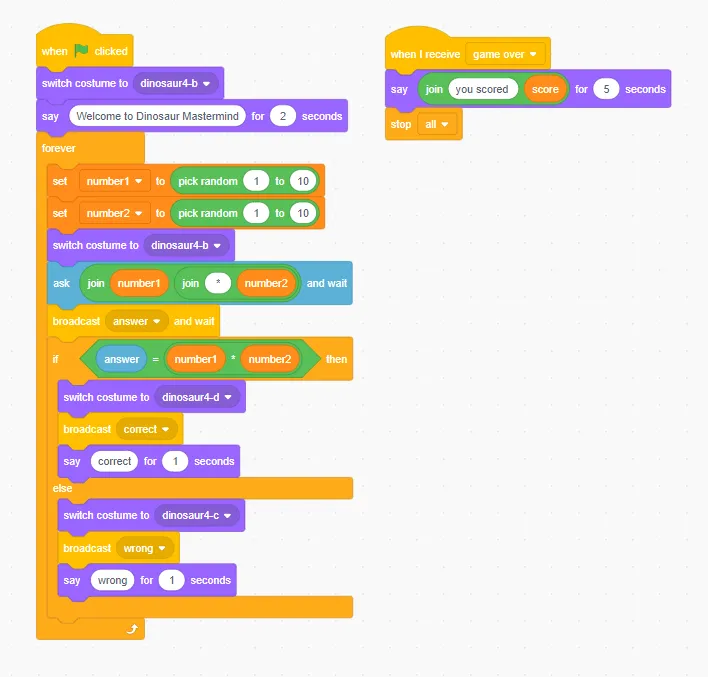 when clicked
switch costume to dinosaur4-b
say Welcome to Dinosaur Mastermind for 2 seconds
forever
set number1 to pick random 1 to 10
set number2 to pick random 1 to 10
switch costume to dinosaur4-b
ask join number1 join * number2 and wait
broadcast answer and wait
if answer = number1 * number2 then
switch costume to dinosaur4-d
broadcast correct
say correct for 1 seconds
else
switch costume to dinosaur4-c
broadcast wrong
say wrong for 1 seconds
when I receive game over
say join you scored score for 5 seconds
stop all